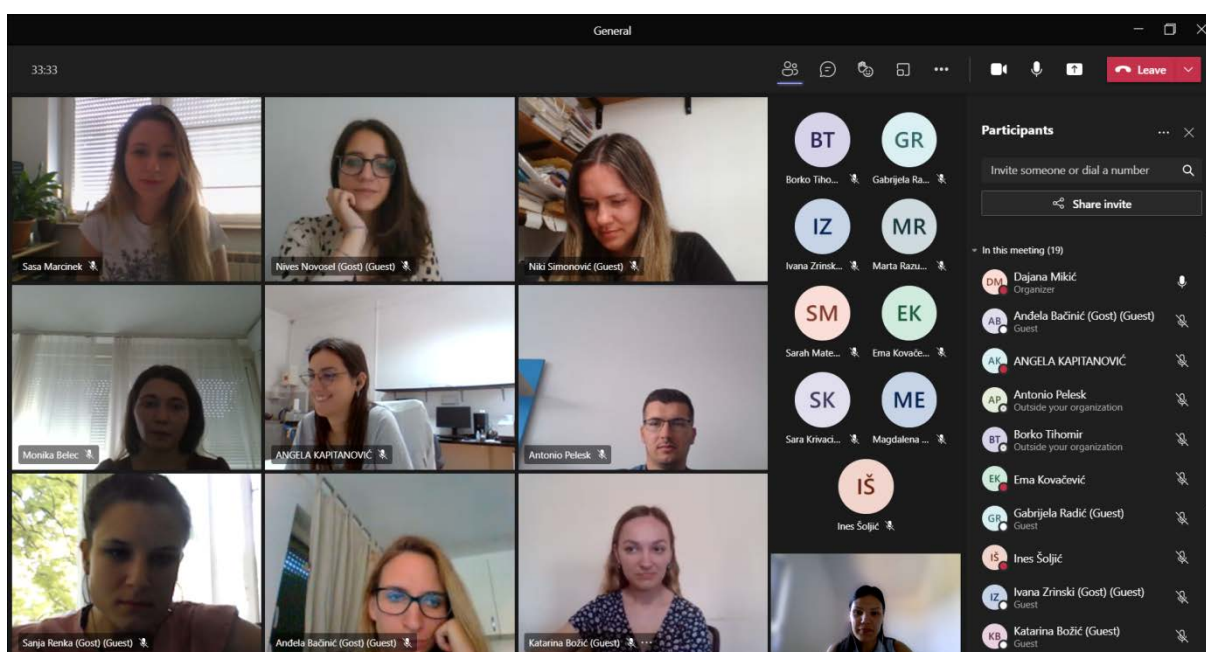 General
33:33
Leave
Sasa Marcinek
Nives Novosel (Gost) (Guest)
Niki Simonović (Guest)
Monika Belec
ANGELA KAPITANOVIĆ
Antonio Pelesk
Sanja Renka (Gost) (Guest)
Anđela Bačinić (Gost) (Guest)
Katarina Božić (Guest)
BT
GR
Borko Tiho...
Gabrijela Ra...
IZ
MR
Ivana Zrinsk...
Marta Razu...
SM
EK
Sarah Mate...
Ema Kovače...
SK
ME
Sara Krivaci...
Magdalena ...
IŠ
Ines Šoljić
Participants
Invite someone or dial a number
Share invite
In this meeting (19)
DM
Dajana Mikić
Organizer
AB
Anđela Bačinić (Gost) (Guest)
Guest
AK
ANGELA KAPITANOVIĆ
AP
Antonio Pelesk
Outside your organization
BT
Borko Tihomir
Outside your organization
EK
Ema Kovačević
GR
Gabrijela Radić (Guest)
Guest
IŠ
Ines Šoljić
IZ
Ivana Zrinski (Gost) (Guest)
Guest
KB
Katarina Božić (Guest)
Guest